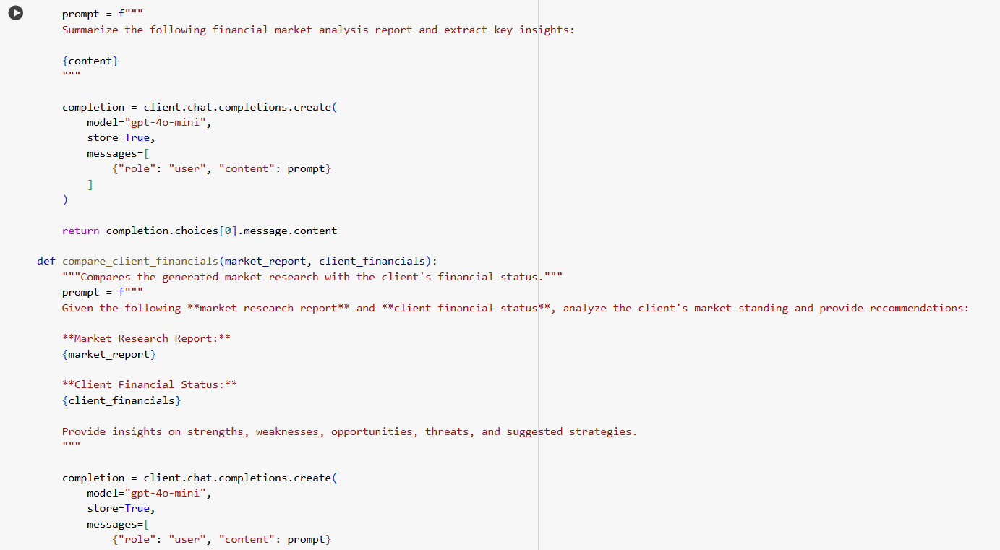 prompt = f"""
Summarize the following financial market analysis report and extract key insights:
{content}
"""
completion = client.chat.completions.create(
model="gpt-4o-mini",
store=True,
messages=[
{"role": "user", "content": prompt}
]
)
return completion.choices[0].message.content
def compare_client_financials(market_report, client_financials):
"""Compares the generated market research with the client's financial status."""
prompt = f"""
Given the following **market research report** and **client financial status**, analyze the client's market standing and provide recommendations:
**Market Research Report:**
{market_report}
**Client Financial Status:**
{client_financials}
Provide insights on strengths, weaknesses, opportunities, threats, and suggested strategies.
"""
completion = client.chat.completions.create(
model="gpt-4o-mini",
store=True,
messages=[
{"role": "user", "content": prompt}